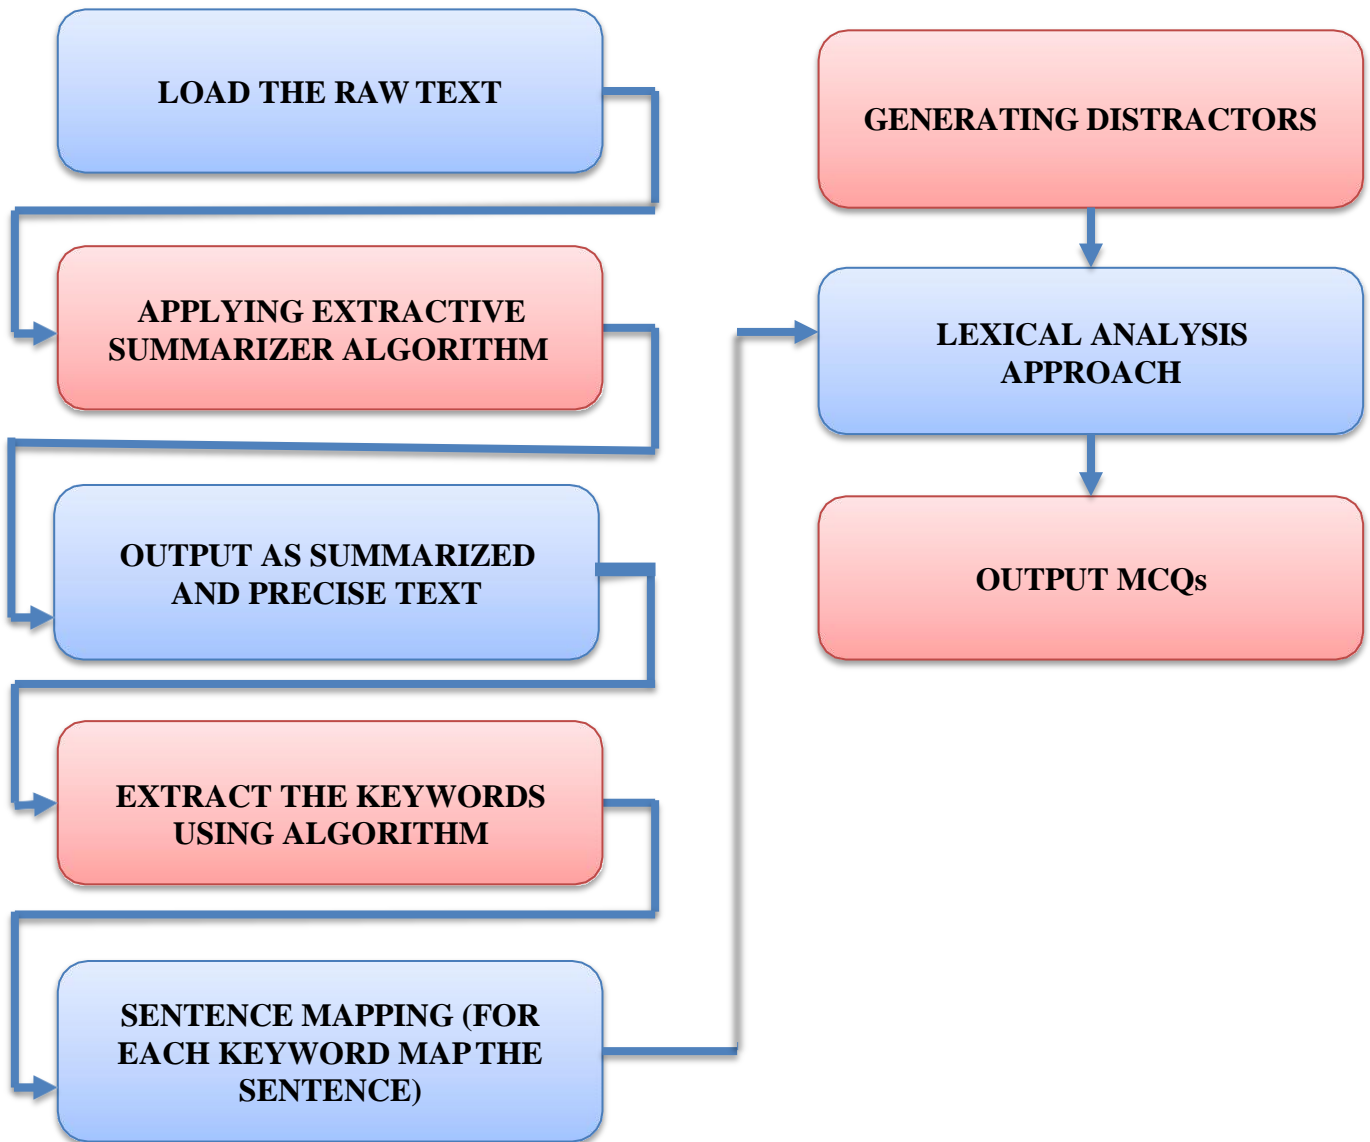 LOAD THE RAW TEXT
APPLYING EXTRACTIVE
SUMMARIZER ALGORITHM
OUTPUT AS SUMMARIZED
AND PRECISE TEXT
EXTRACT THE KEYWORDS
USING ALGORITHM
SENTENCE MAPPING (FOR
EACH KEYWORD MAP THE
SENTENCE)
GENERATING DISTRACTORS
LEXICAL ANALYSIS
APPROACH
OUTPUT MCQs